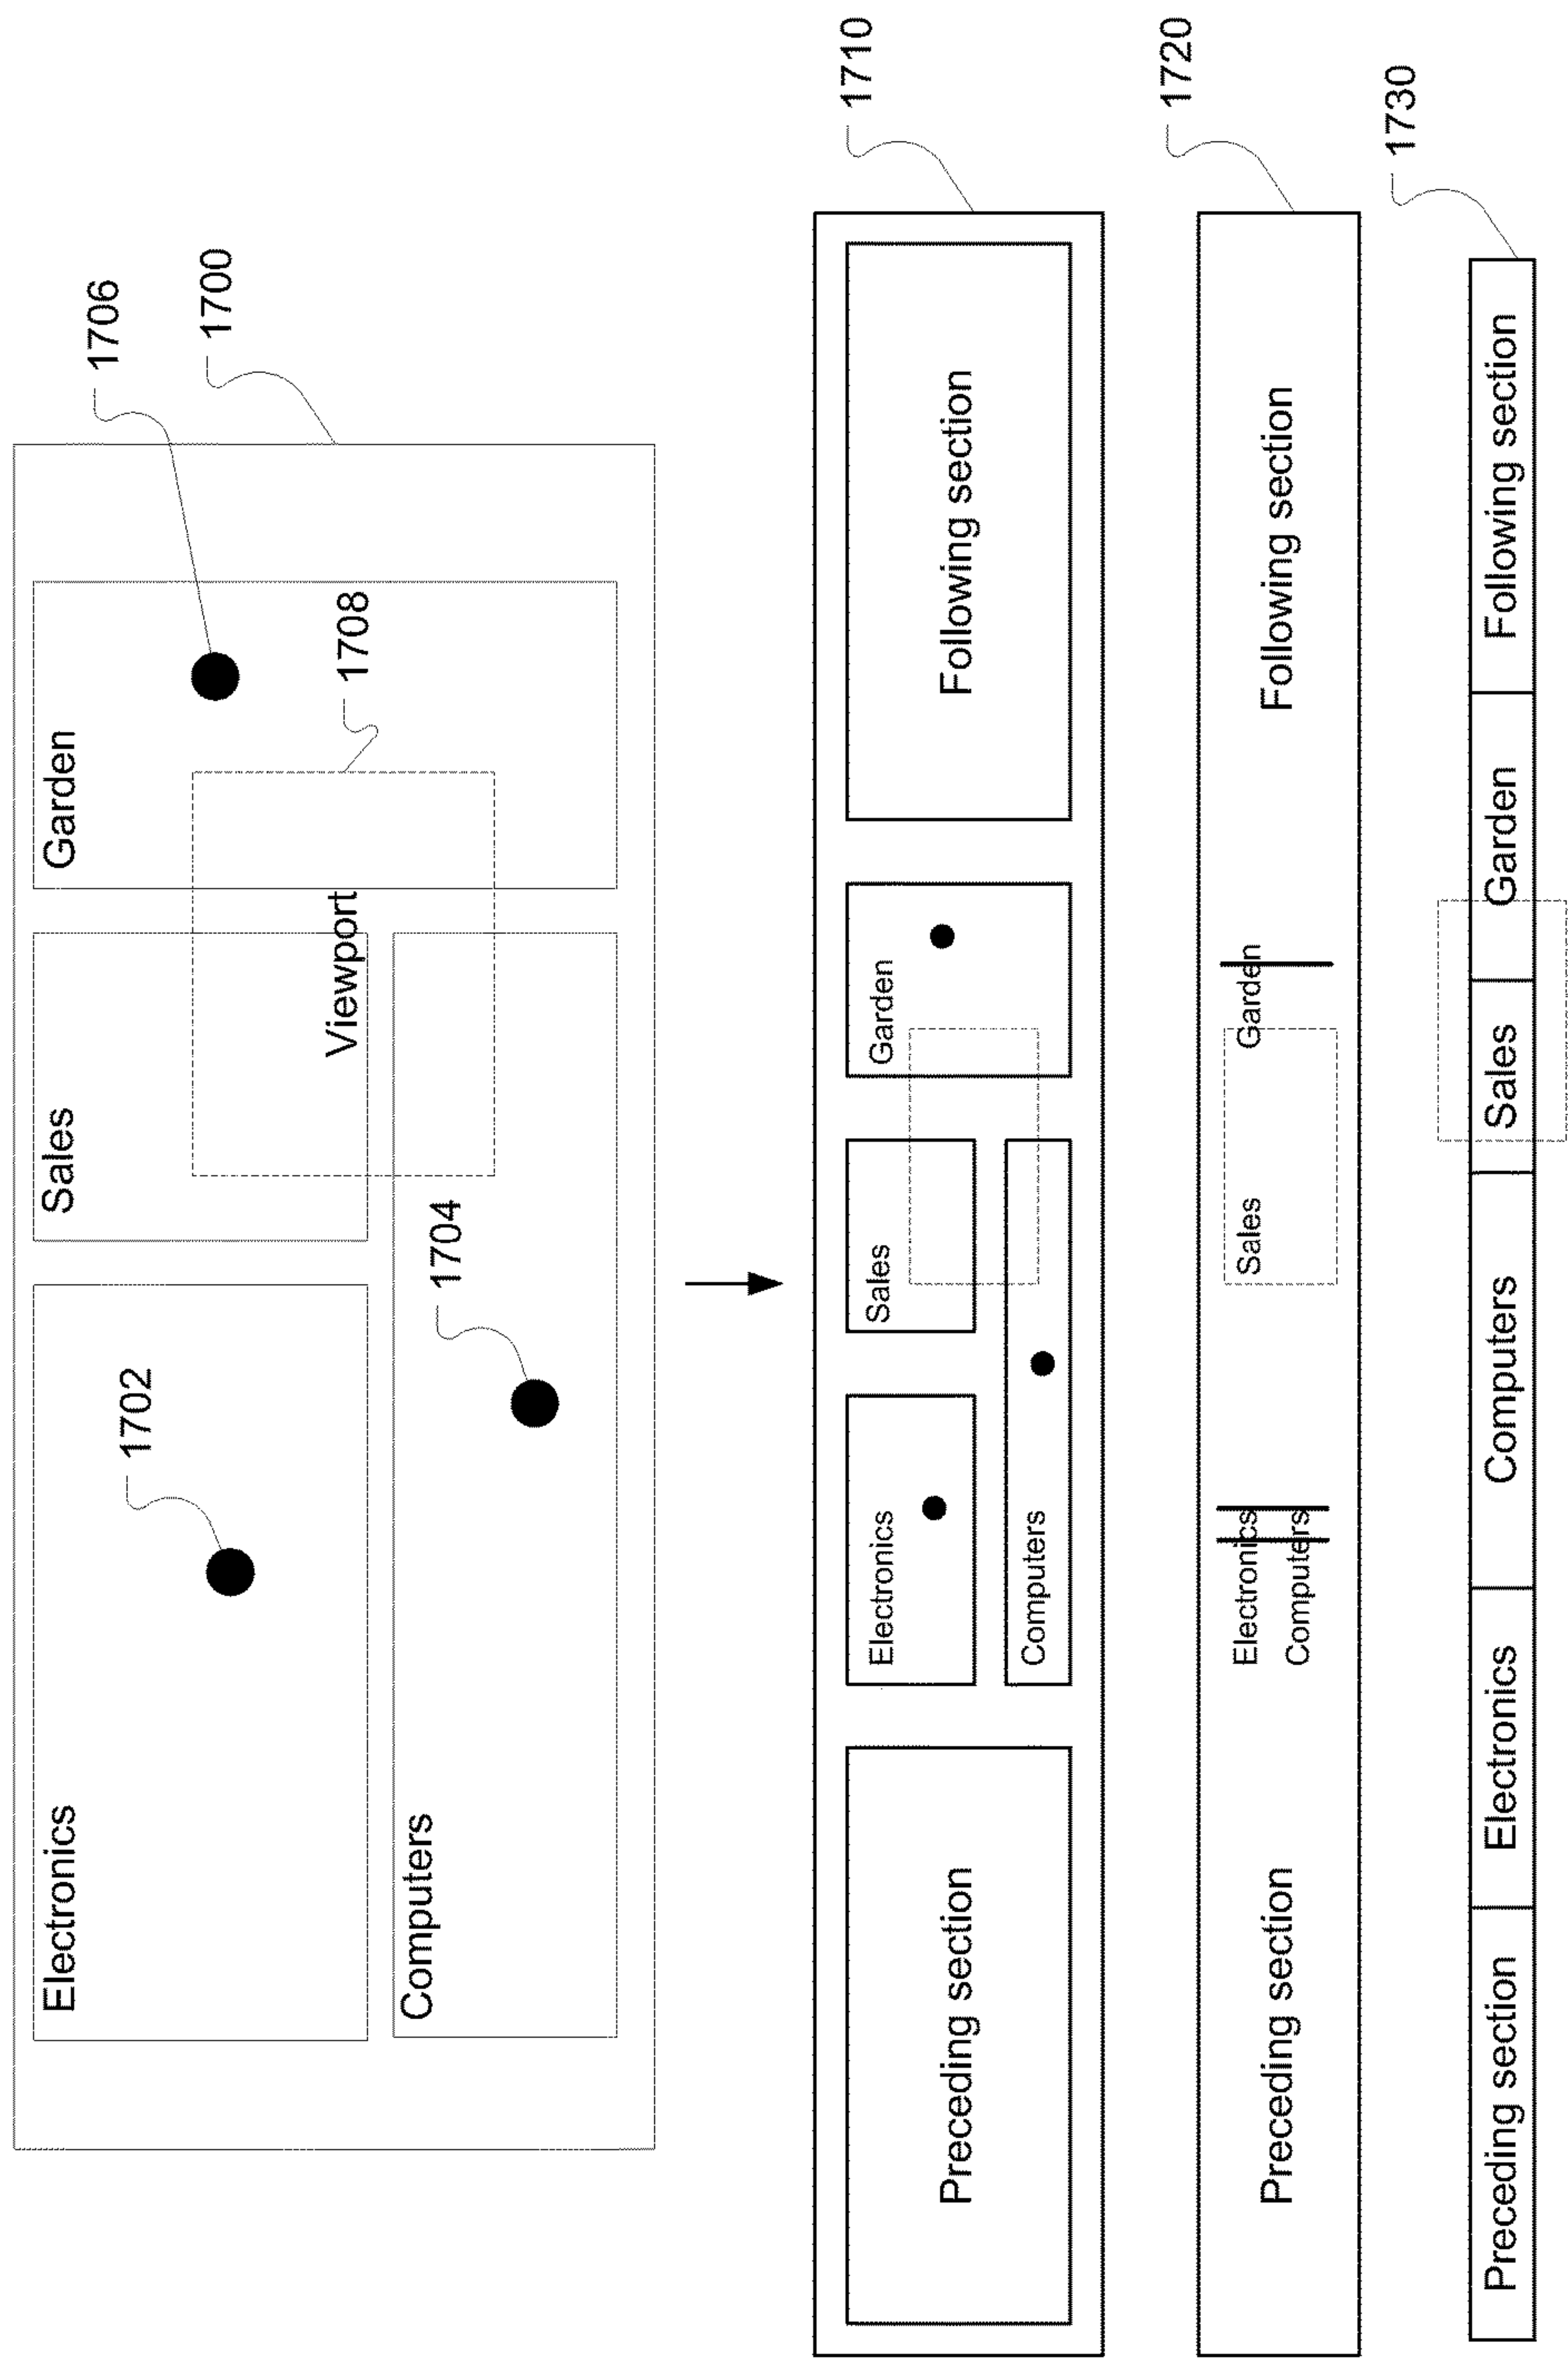 1706
1700
Electronics
Sales
Garden
1702
Viewport
1708
Computers
1704
1710
Electronics
Sales
Garden
Preceding section
Following section
Computers
1720
Electronics
Sales
Garden
Preceding section
Following section
Computers
1730
Preceding section
Electronics
Computers
Sales
Garden
Following section